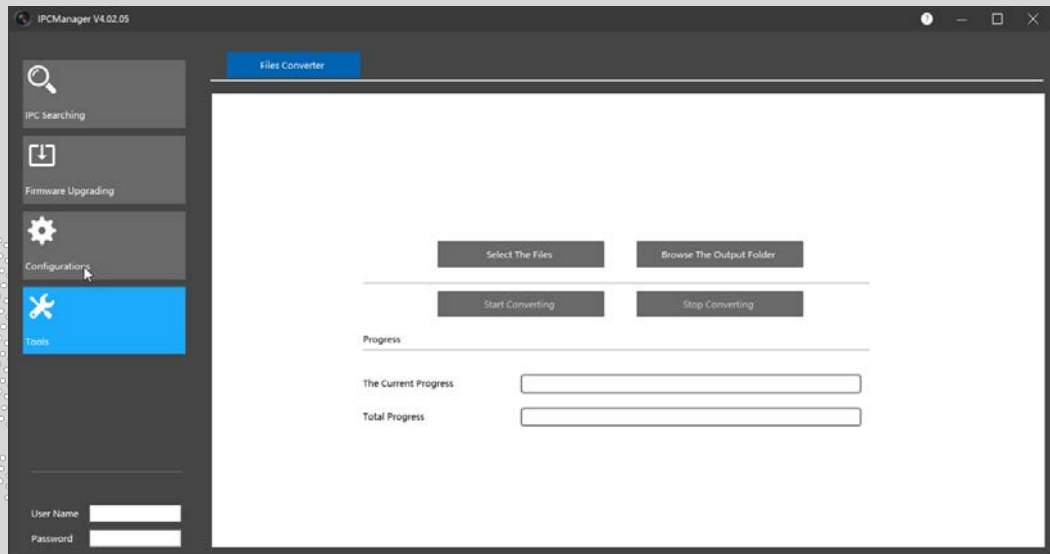 IPCManager V4.02.05
Files Converter
IPC Searching
Firmware Upgrading
Configurations
Tools
Select The Files
Browse The Output Folder
Start Converting
Stop Converting
Progress
The Current Progress
Total Progress
User Name
Password